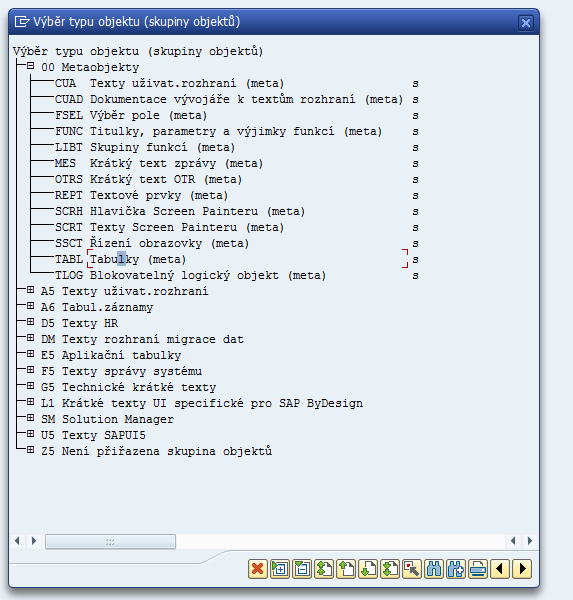 Výběr typu objektu (skupiny objektů)
Výběr typu objektu (skupiny objektů)
00 Metaobjekty
CUA Texty uživat.rozhraní (meta) s
CUAD Dokumentace vývojáře k textům rozhraní (meta) s
FSEL Výběr pole (meta) s
FUNC Titulky, parametry a výjimky funkcí (meta) s
LIBT Skupiny funkcí (meta) s
MES Krátký text zprávy (meta) s
OTRS Krátký text OTR (meta) s
REPT Textové prvky (meta) s
SCRH Hlavička Screen Painteru (meta) s
SCRT Texty Screen Painteru (meta) s
SSCT Řízení obrazovky (meta) s
TABL Tabulky (meta) s
TLOG Blokovatelný logický objekt (meta) s
A5 Texty uživat.rozhraní
A6 Tabul.záznamy
D5 Texty HR
DM Texty rozhraní migrace dat
E5 Aplikační tabulky
F5 Texty správy systému
G5 Technické krátké texty
L1 Krátké texty UI specifické pro SAP ByDesign
SM Solution Manager
U5 Texty SAPUI5
Z5 Není přiřazena skupina objektů